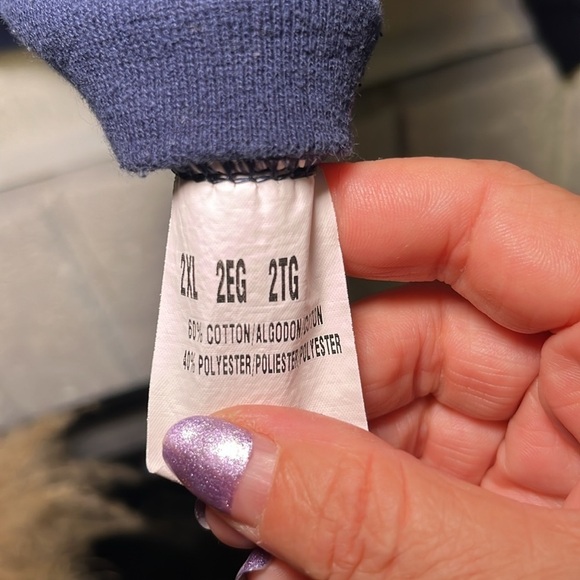 2XL 2EG 2TG
60% COTTON/ALGODON/COTON
40% POLYESTER/POLIESTER/POLYESTER